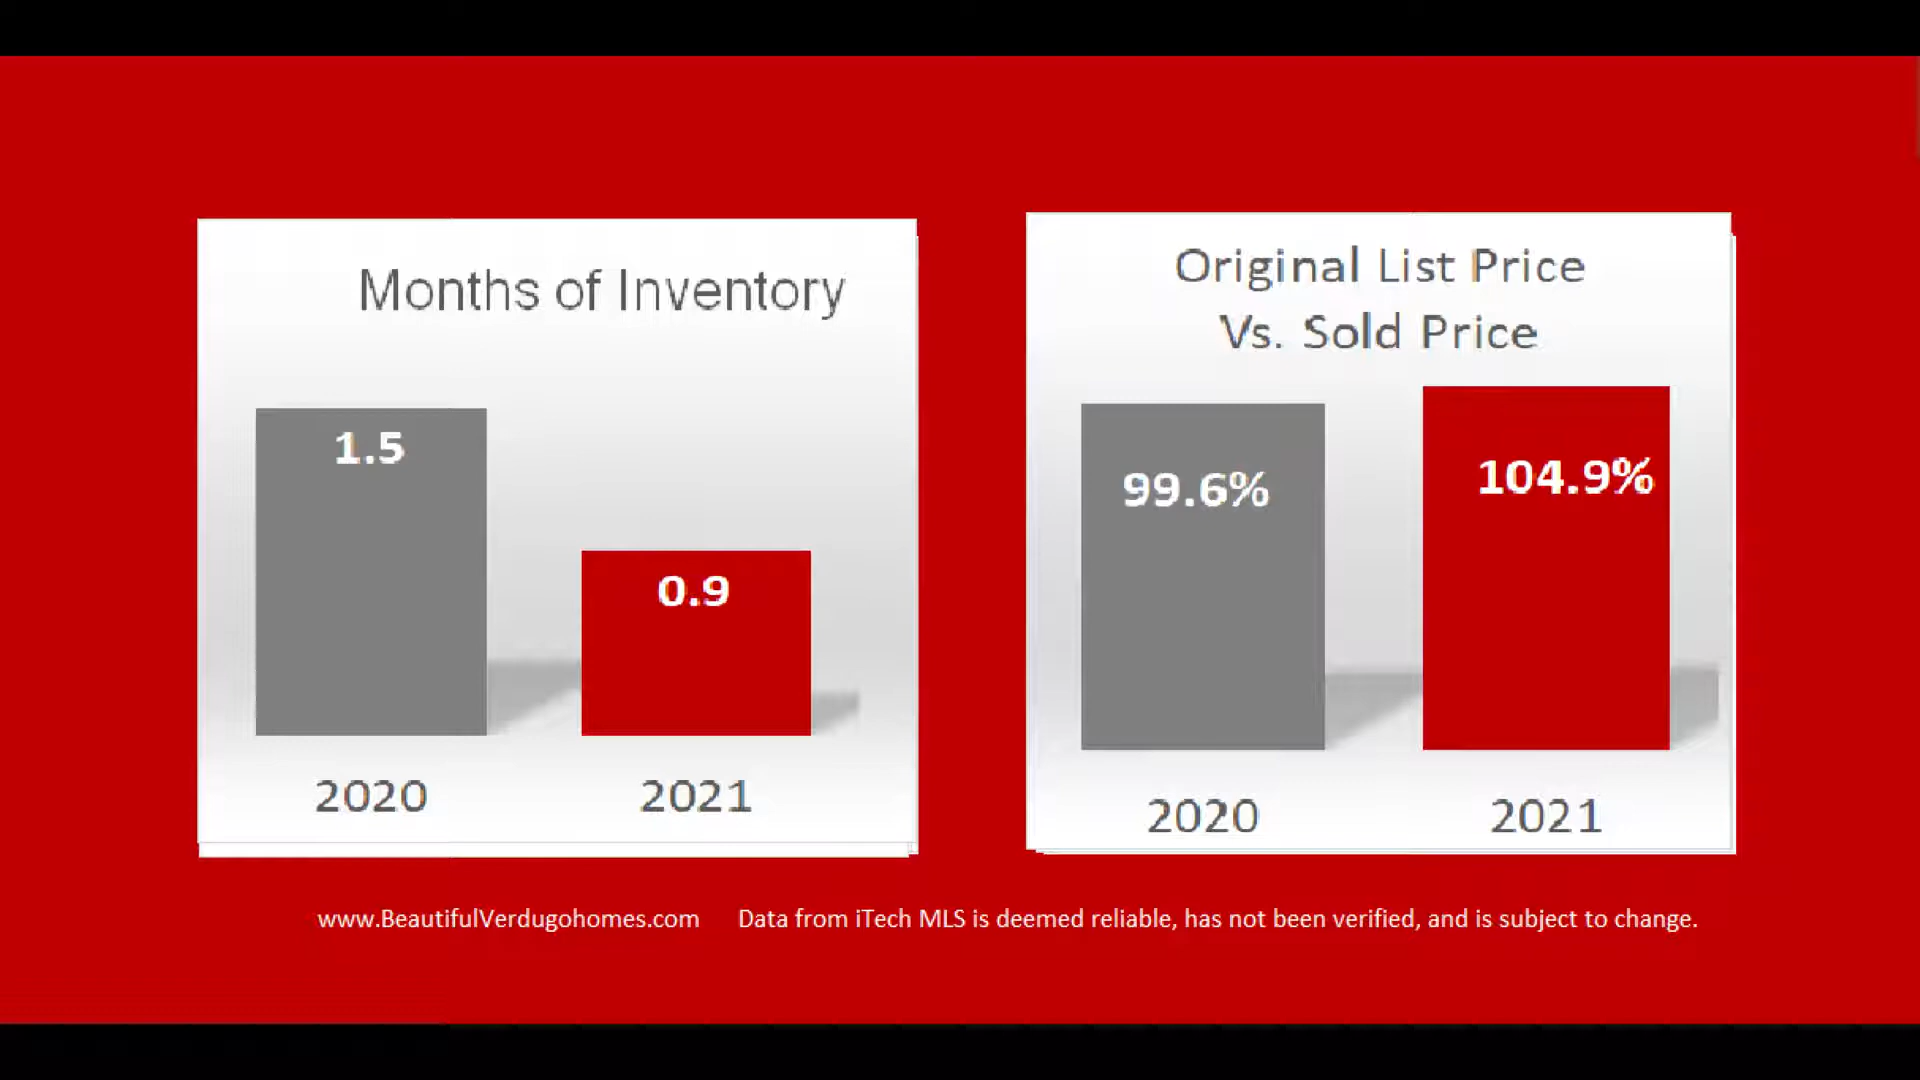 Months of Inventory
1.5
0.9
2020 2021
Original List Price
Vs. Sold Price
99.6%
104.9%
2020 2021
www.BeautifulVerdugohomes.com Data from iTech MLS is deemed reliable, has not been verified, and is subject to change.